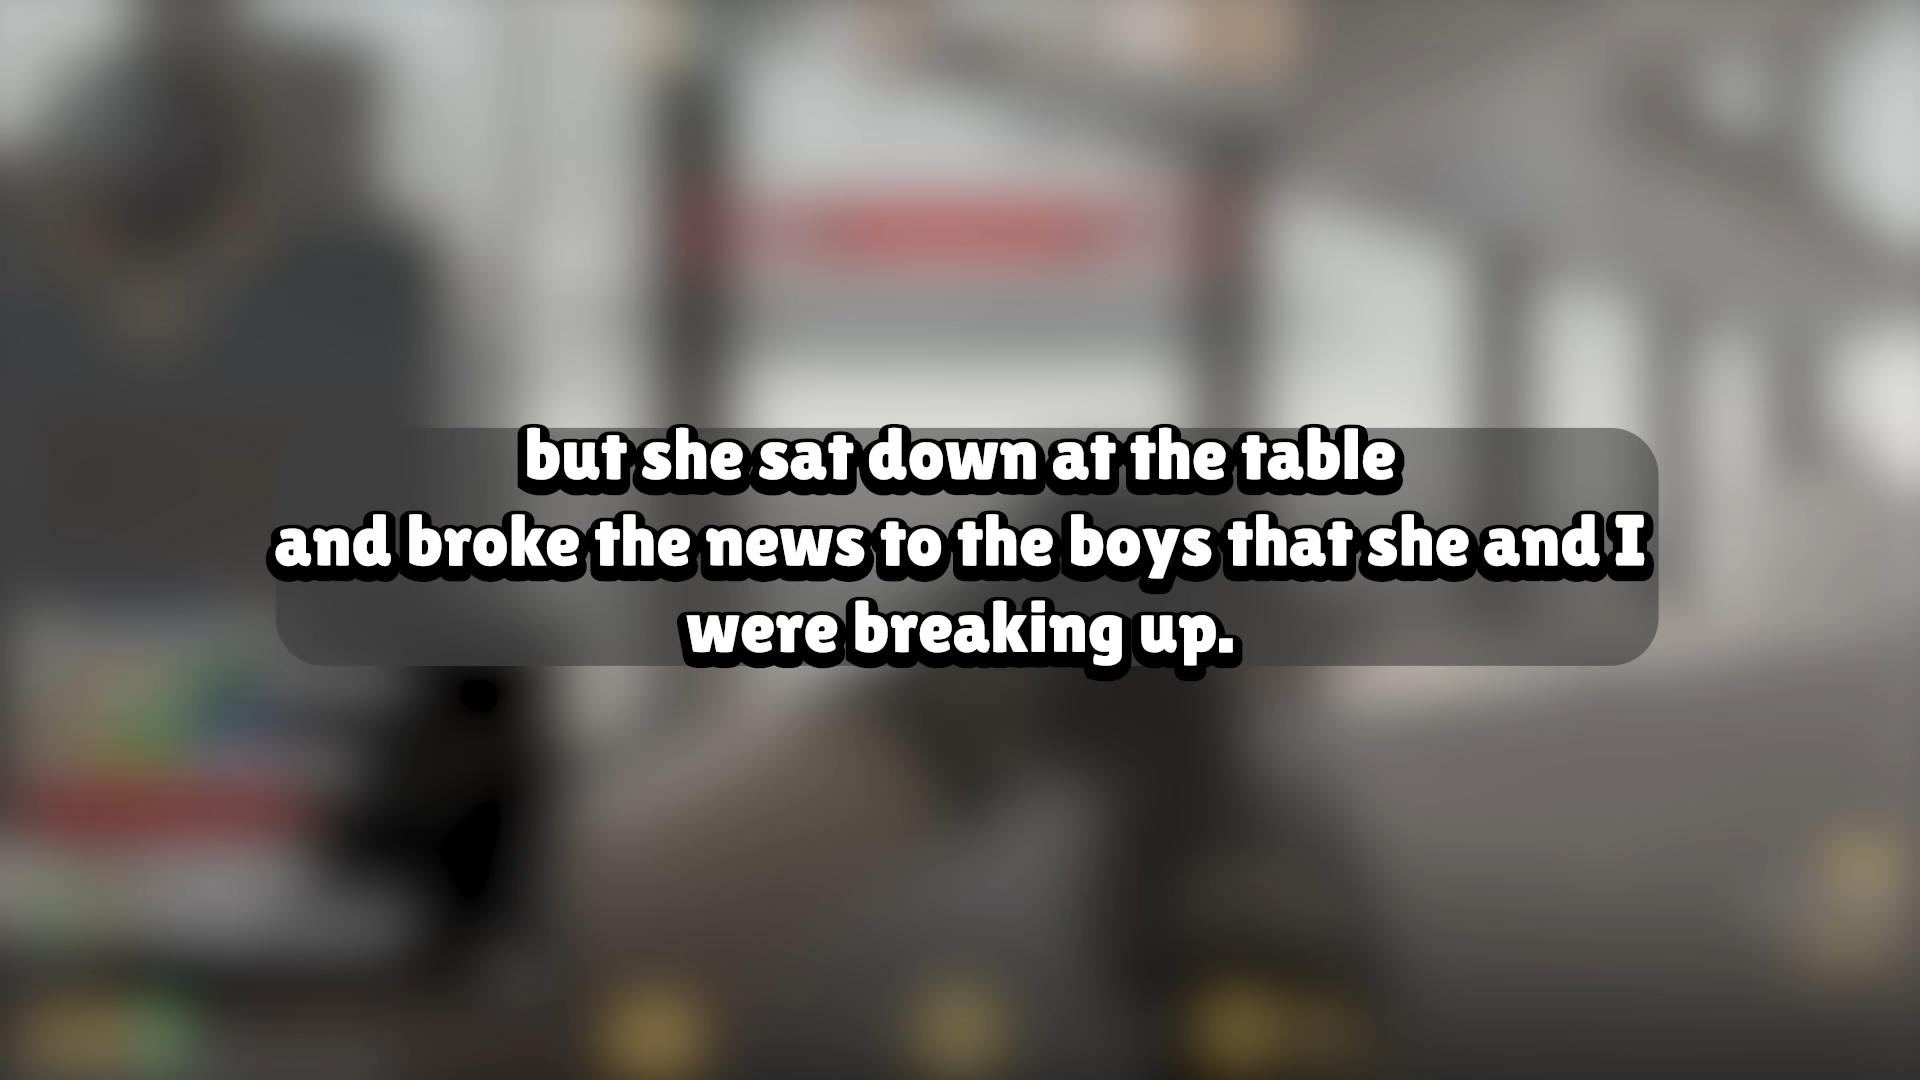 but she sat down at the table
and broke the news to the boys that she and I
were breaking up.